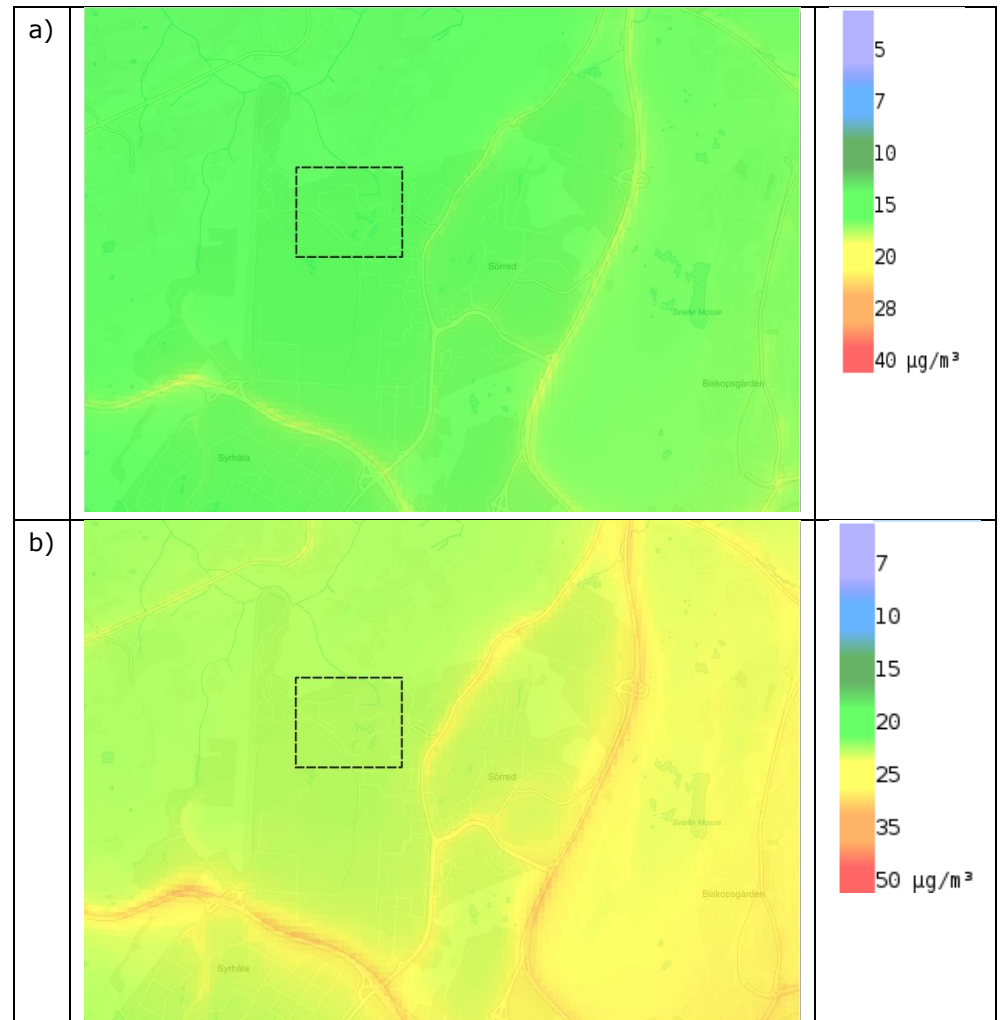 a)
5
7
10
15
20
28
40 µg/m³
Sörred
Svarte Mosse
Biskopsgården
Syrhåla
b)
7
10
15
20
25
35
50 µg/m³
Sörred
Svarte Mosse
Biskopsgården
Syrhåla